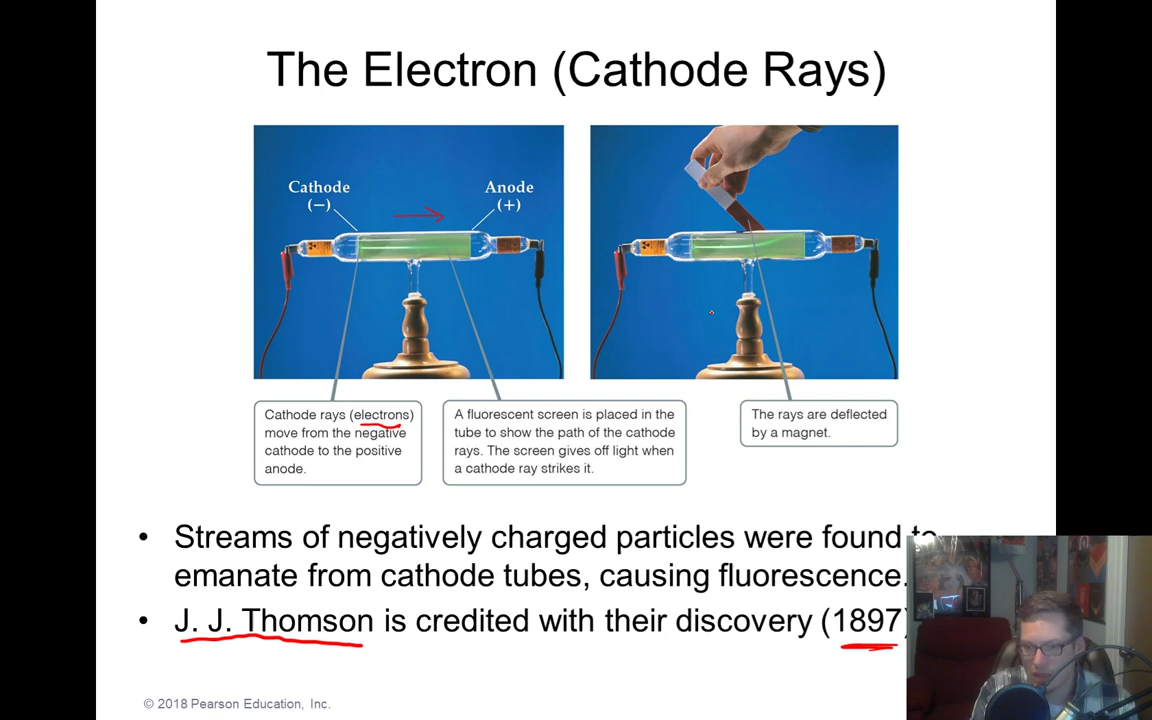 The Electron (Cathode Rays)
Cathode
(−)
Anode
(+)
Cathode rays (electrons)
move from the negative
cathode to the positive
anode.
A fluorescent screen is placed in the
tube to show the path of the cathode
rays. The screen gives off light when
a cathode ray strikes it.
The rays are deflected
by a magnet.
• Streams of negatively charged particles were found to
emanate from cathode tubes, causing fluorescence.
• J. J. Thomson is credited with their discovery (1897)
© 2018 Pearson Education, Inc.